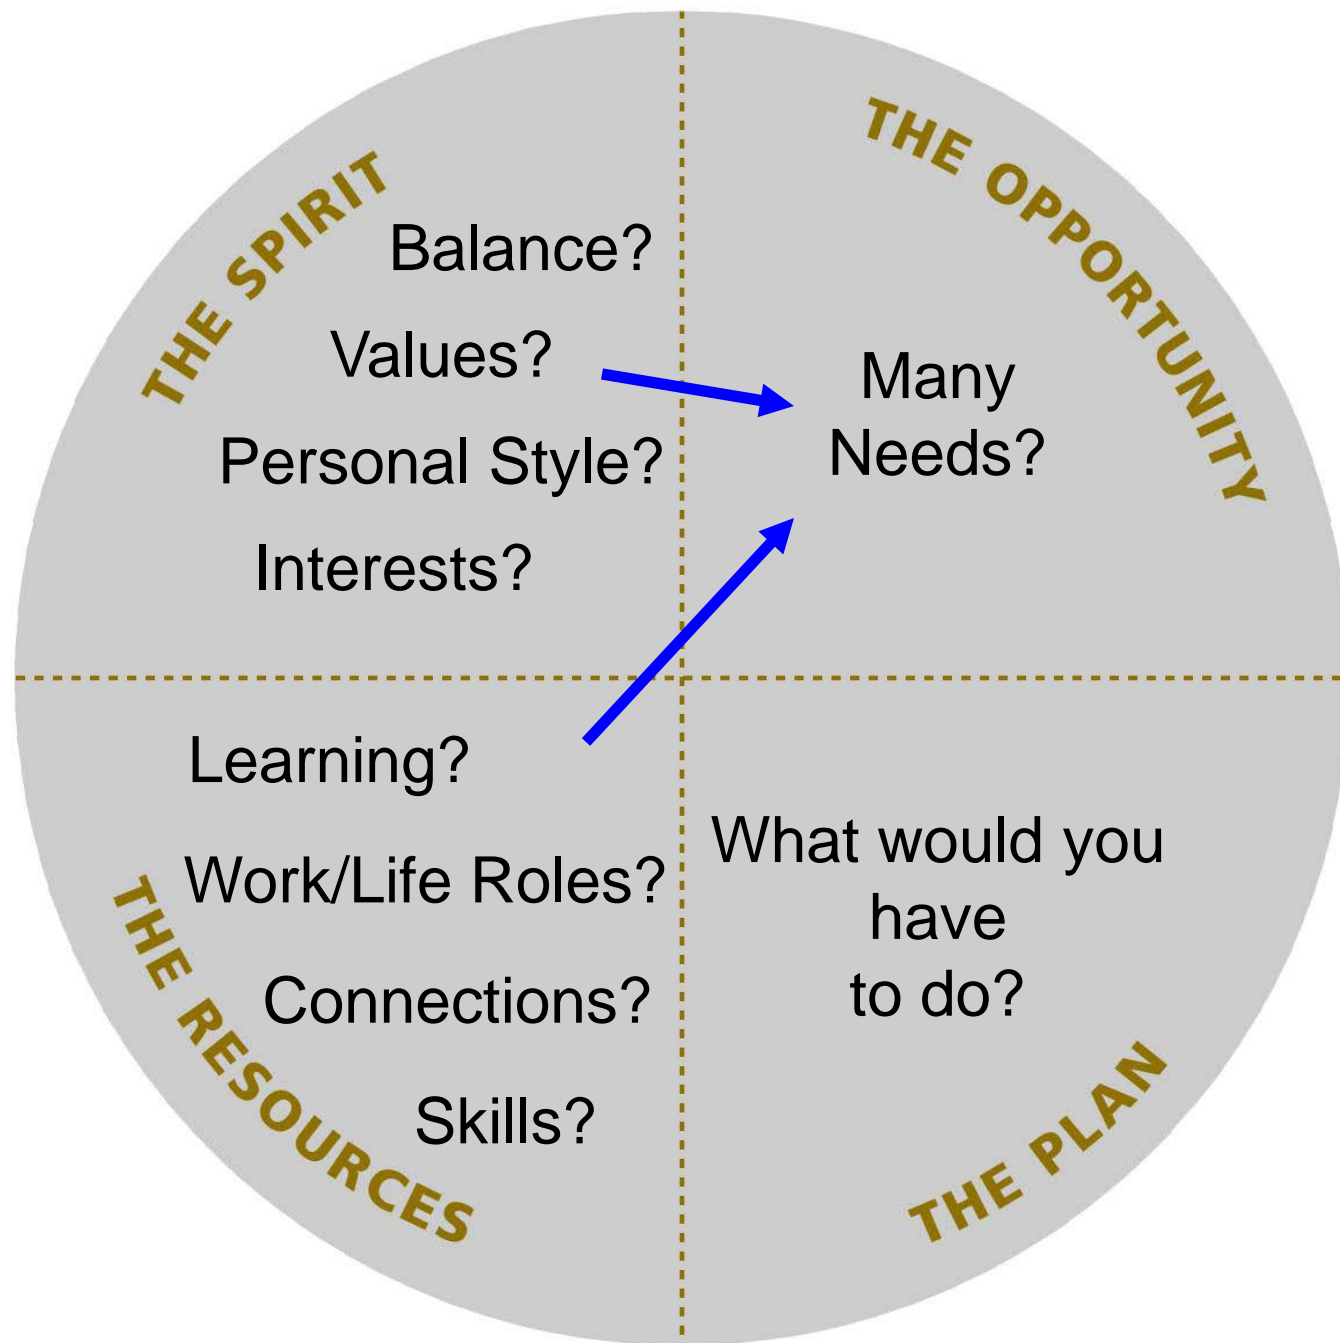 THE SPIRIT
Balance?
Values?
Personal Style?
Interests?
THE OPPORTUNITY
Many
Needs?
Learning?
Work/Life Roles?
Connections?
Skills?
THE RESOURCES
What would you
have
to do?
THE PLAN